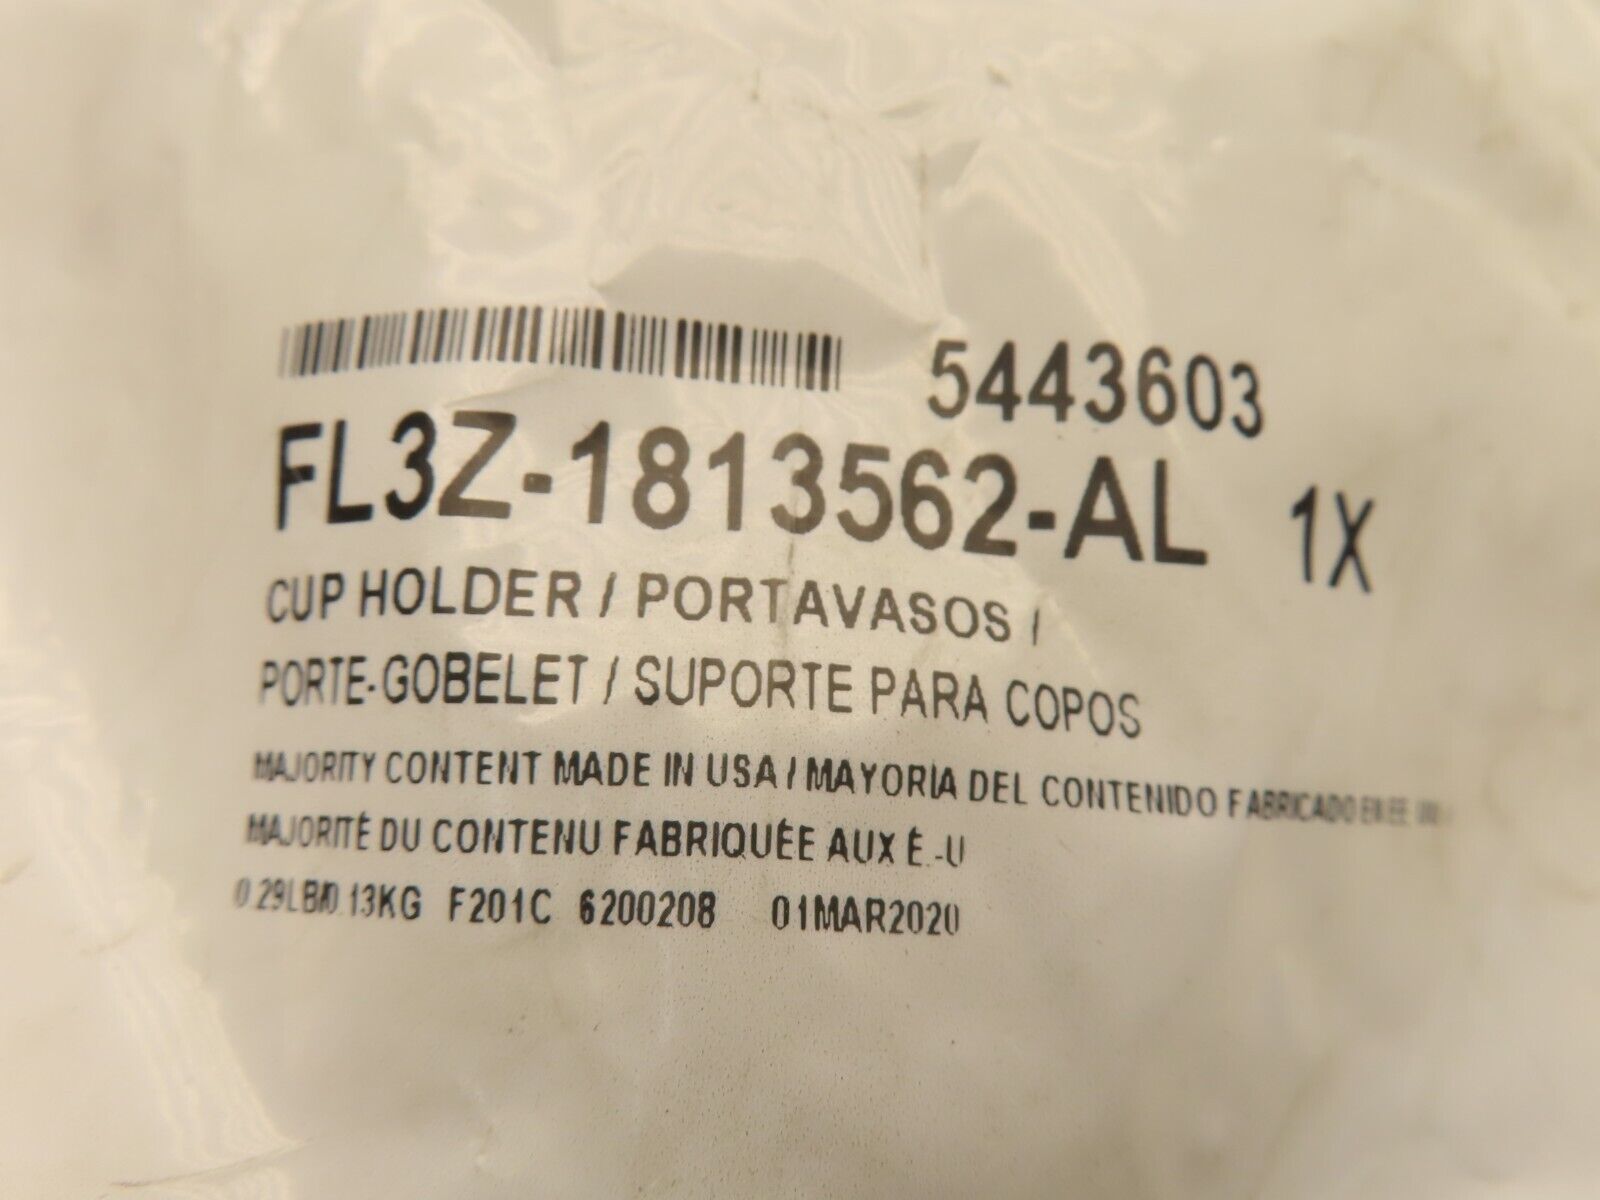 5443603
FL3Z-1813562-AL 1X
CUP HOLDER / PORTAVASOS /
PORTE-GOBELET / SUPORTE PARA COPOS
MAJORITY CONTENT MADE IN USA / MAYORIA DEL CONTENIDO FABRICADO EN EE
MAJORITÉ DU CONTENU FABRIQUÉE AUX É.-U
0.29LB/0.13KG F201C 6200208 01MAR2020